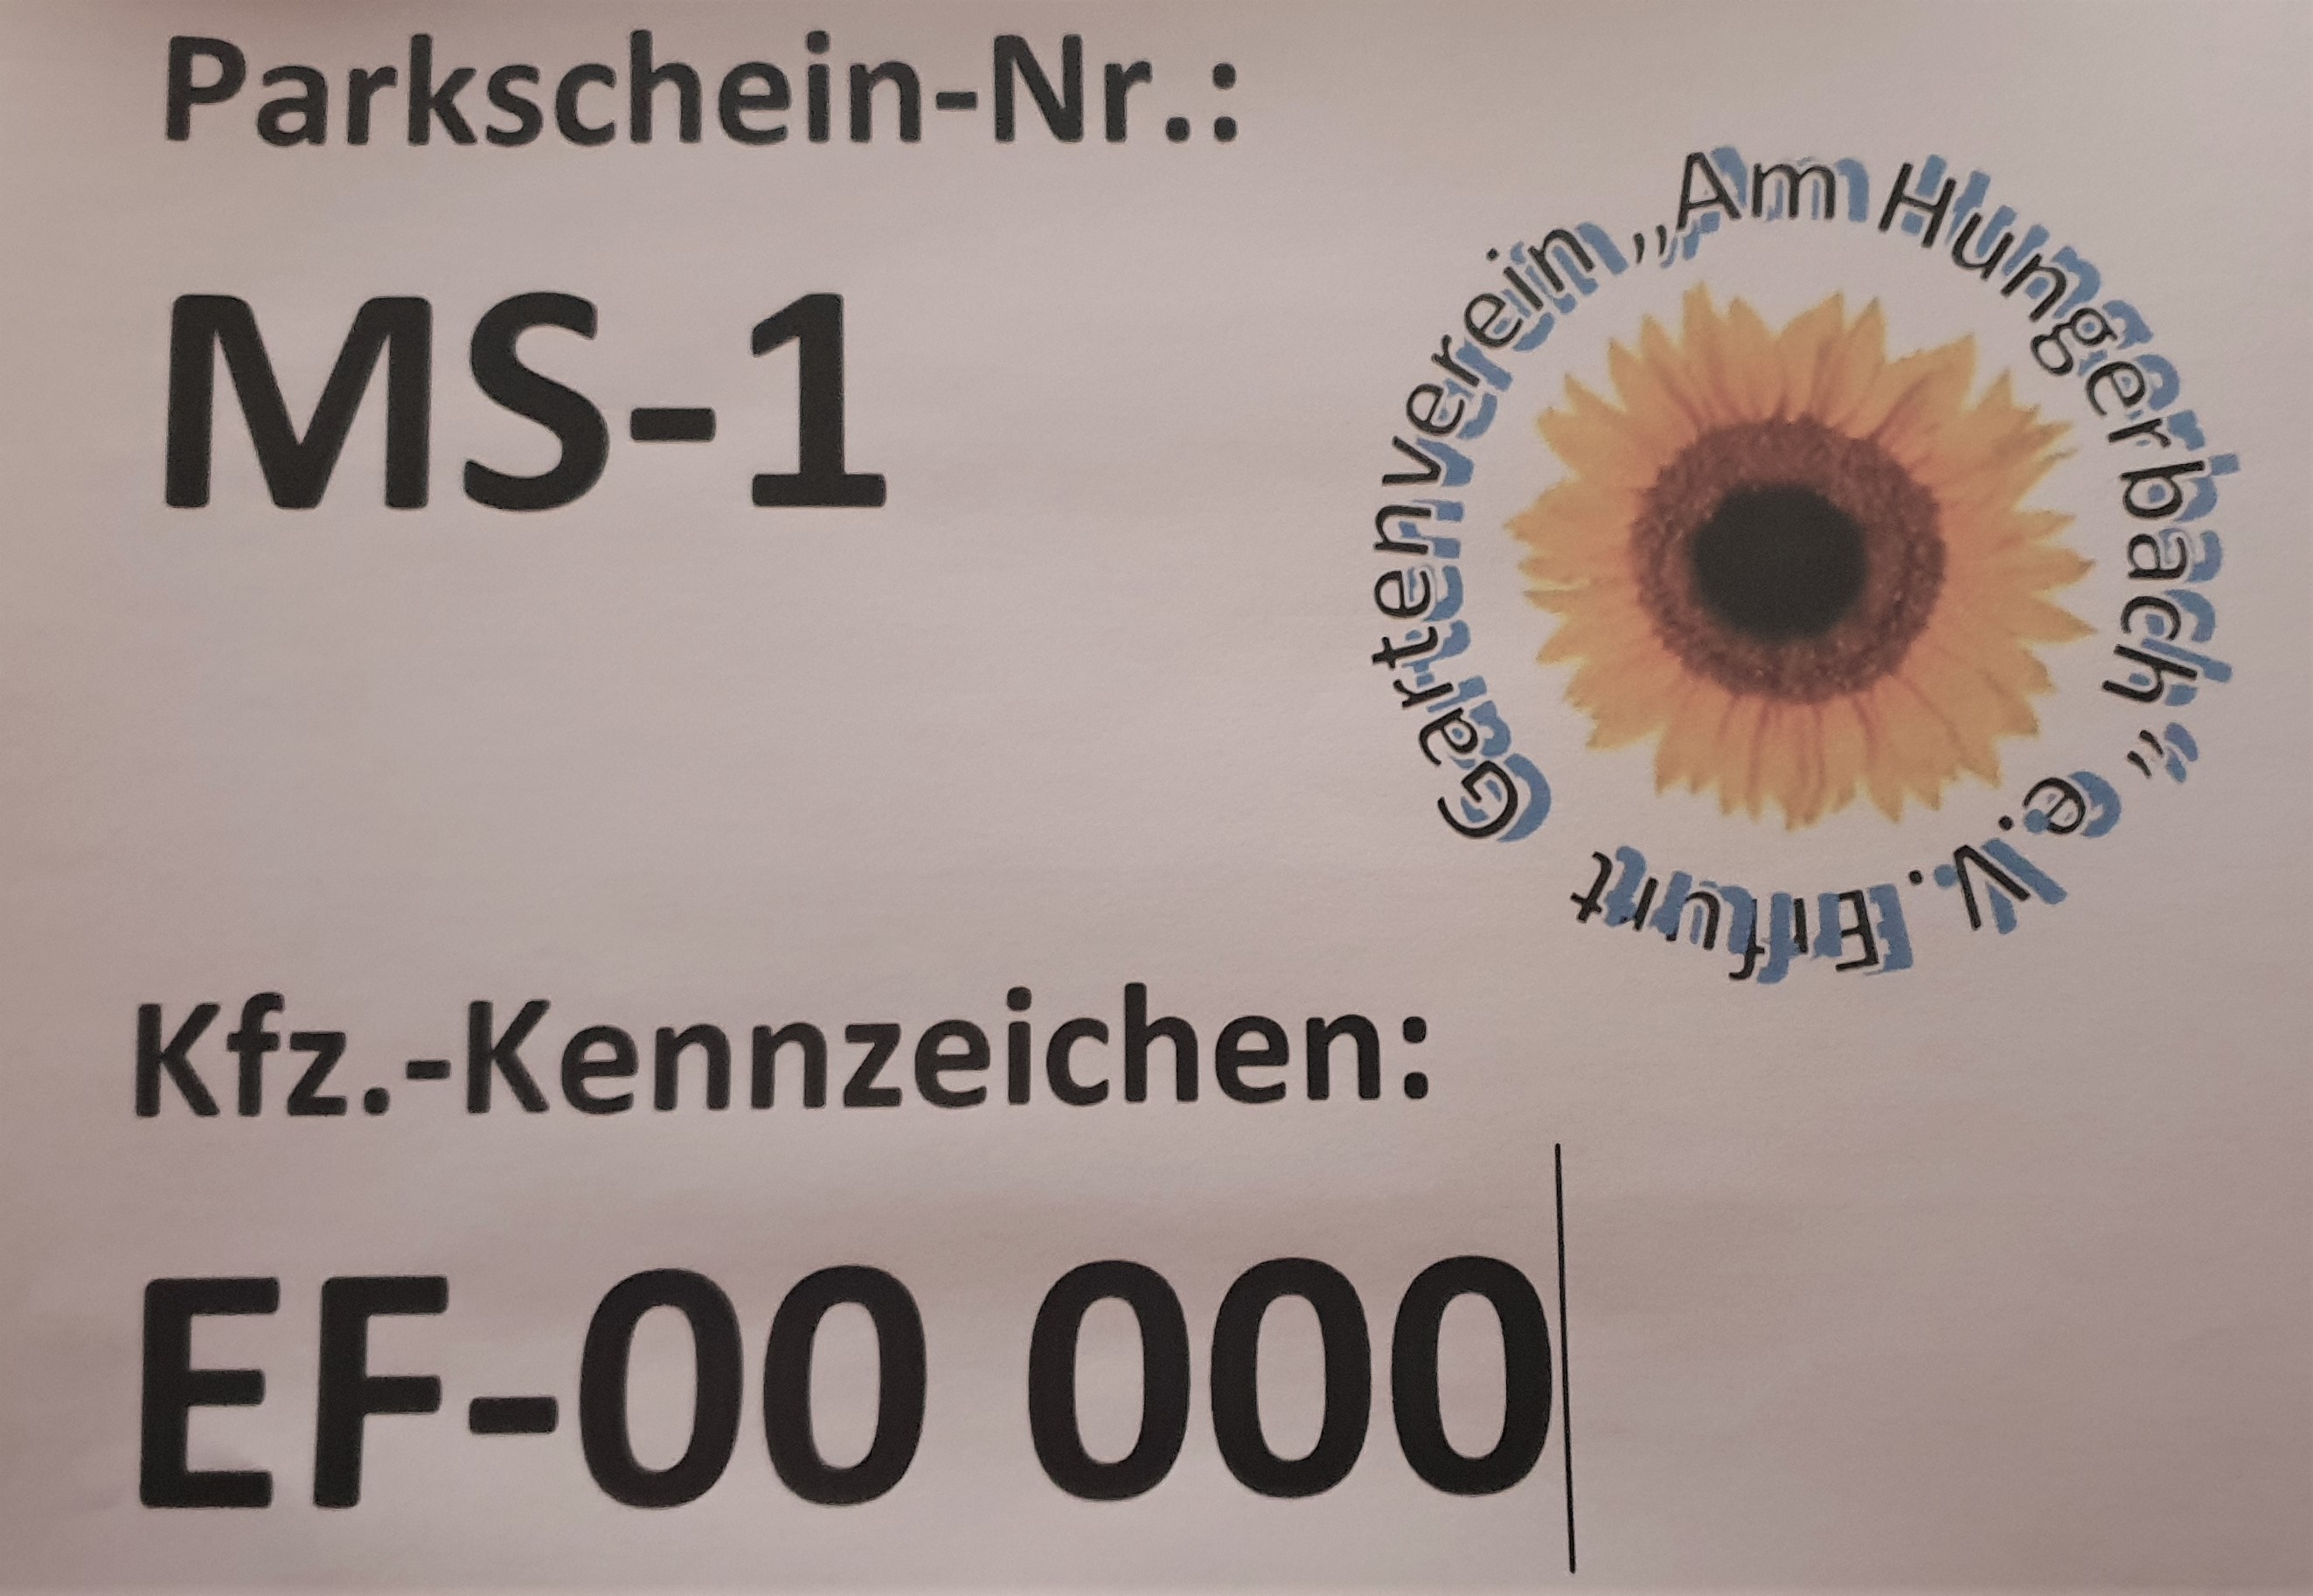 Parkschein-Nr.:
MS-1
Gartenverein „Am Hungerbach“ e.V. Erfurt
Kfz.-Kennzeichen:
EF-00 000